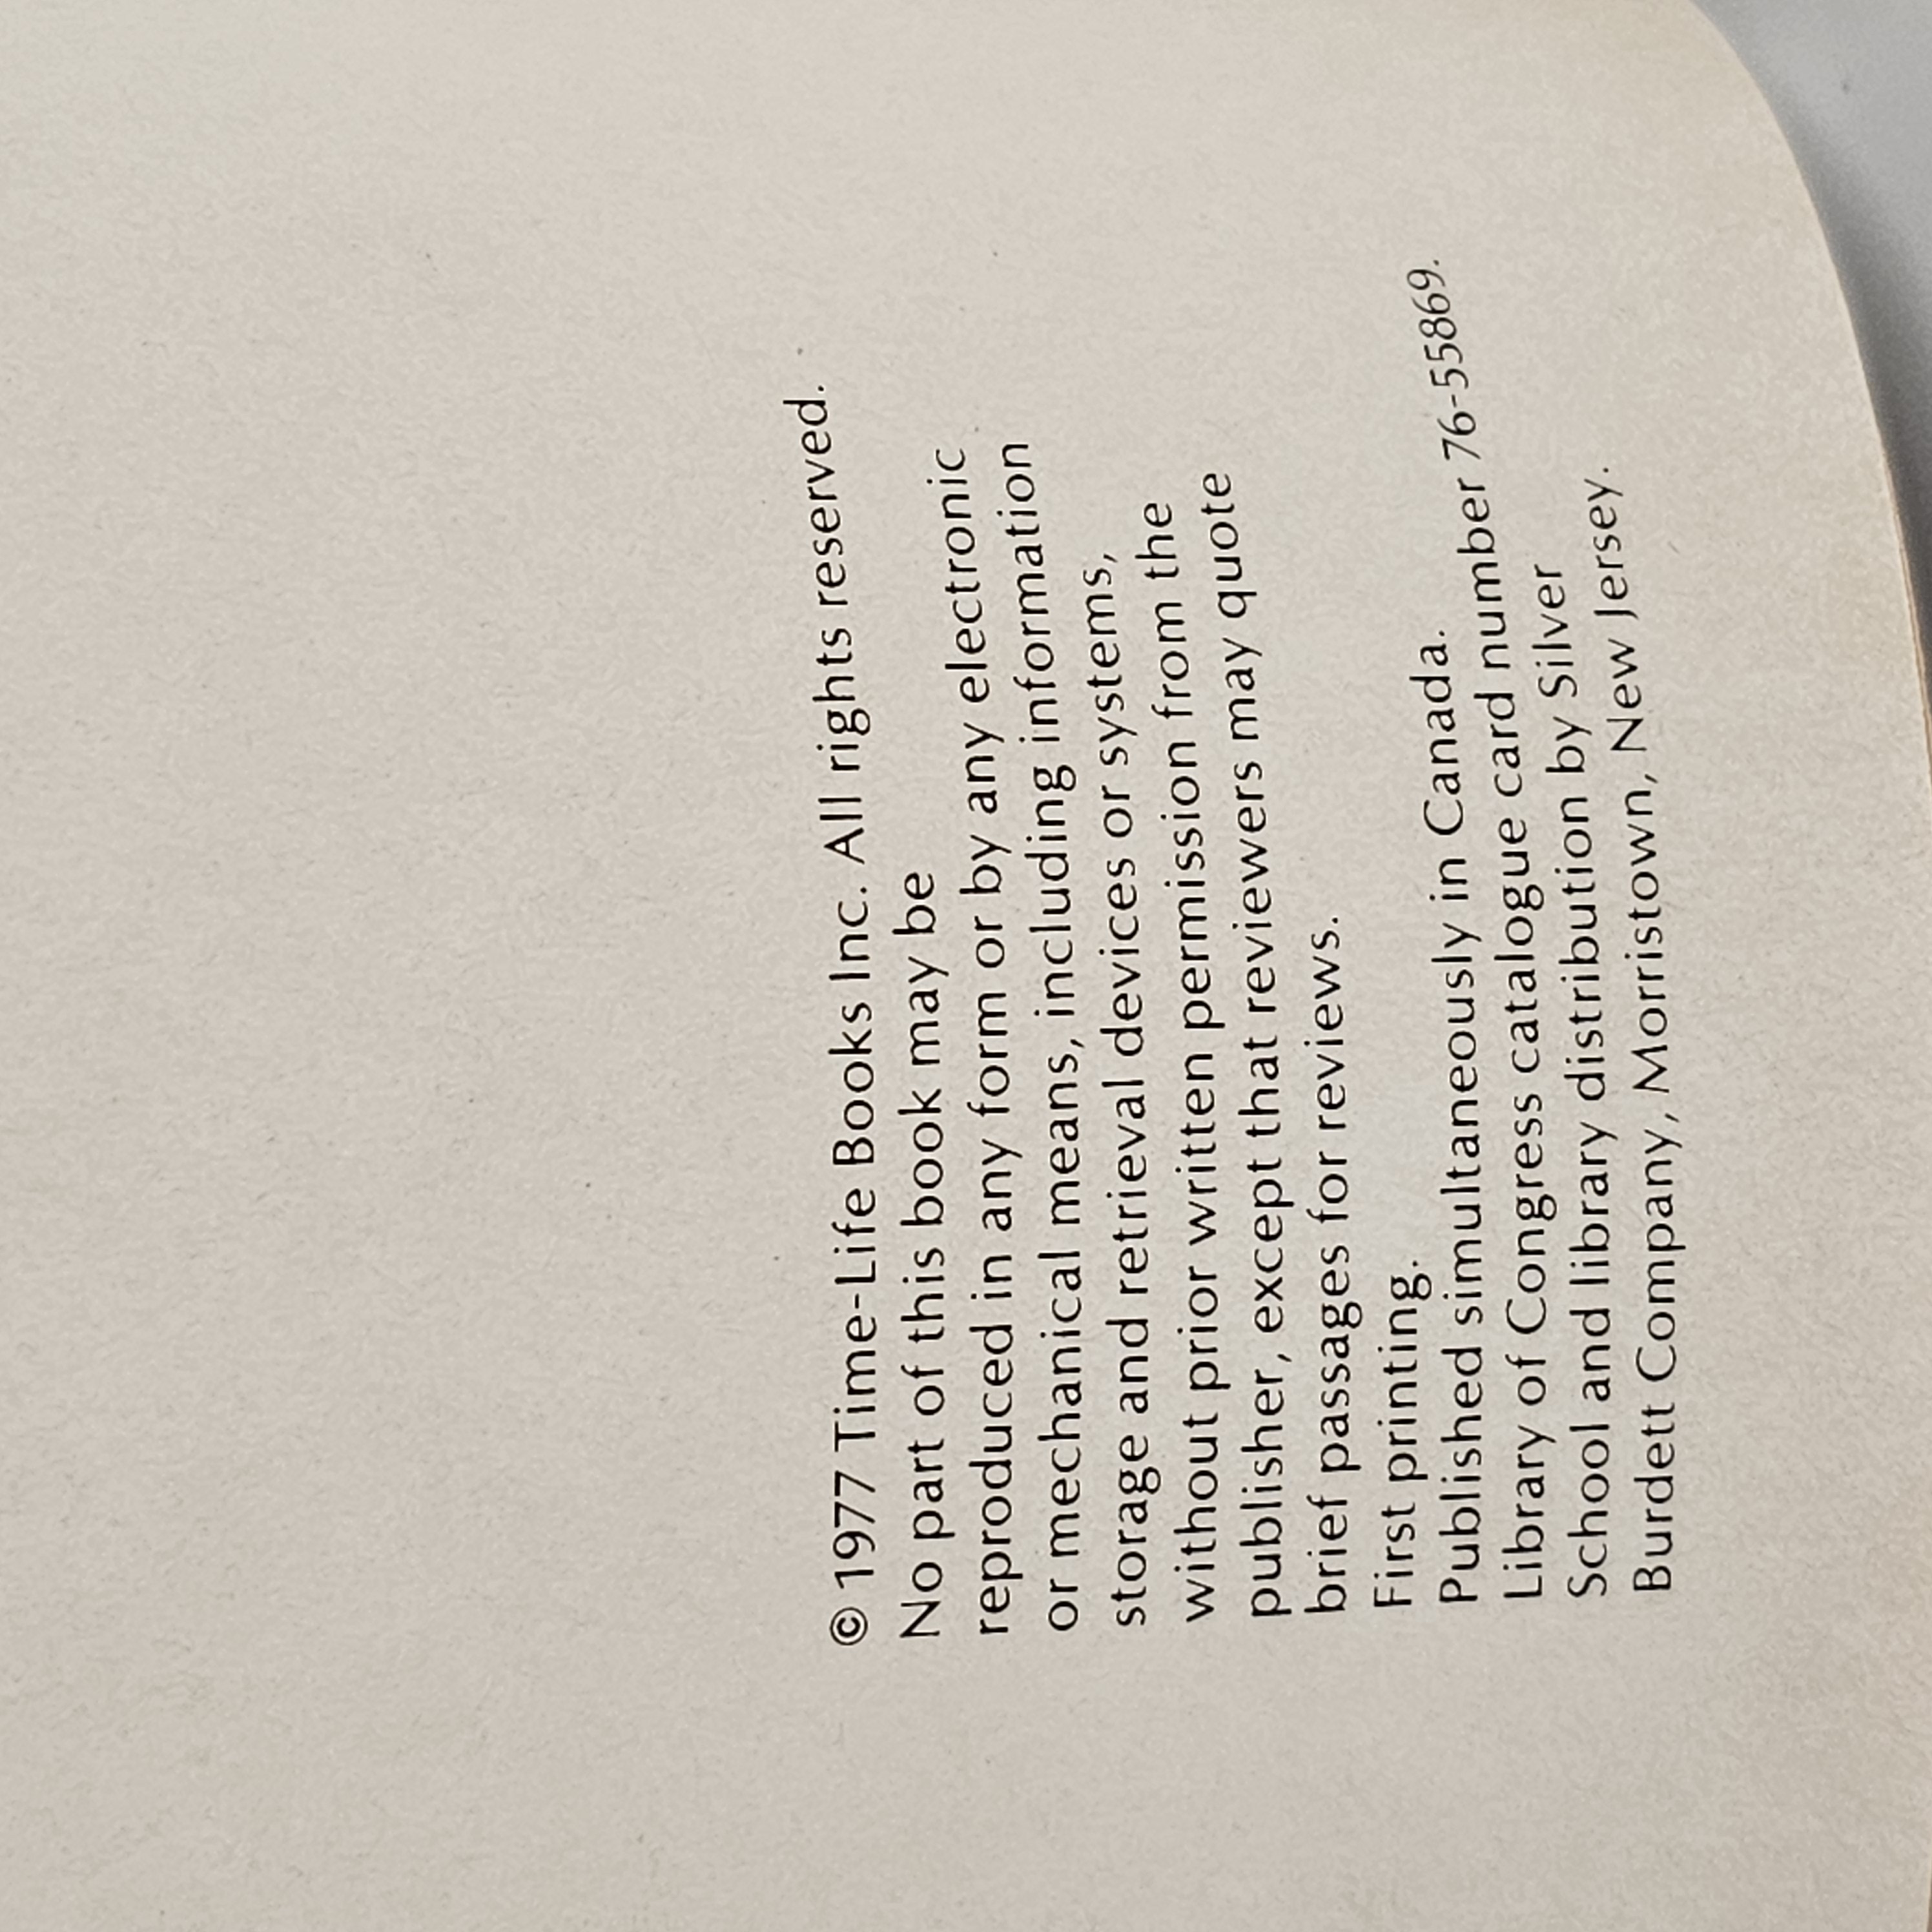 © 1977 Time-Life Books Inc. All rights reserved.
No part of this book may be
reproduced in any form or by any electronic
or mechanical means, including information
storage and retrieval devices or systems,
without prior written permission from the
publisher, except that reviewers may quote
brief passages for reviews.
First printing.
Published simultaneously in Canada.
Library of Congress catalogue card number 76-55869.
School and library distribution by Silver
Burdett Company, Morristown, New Jersey.